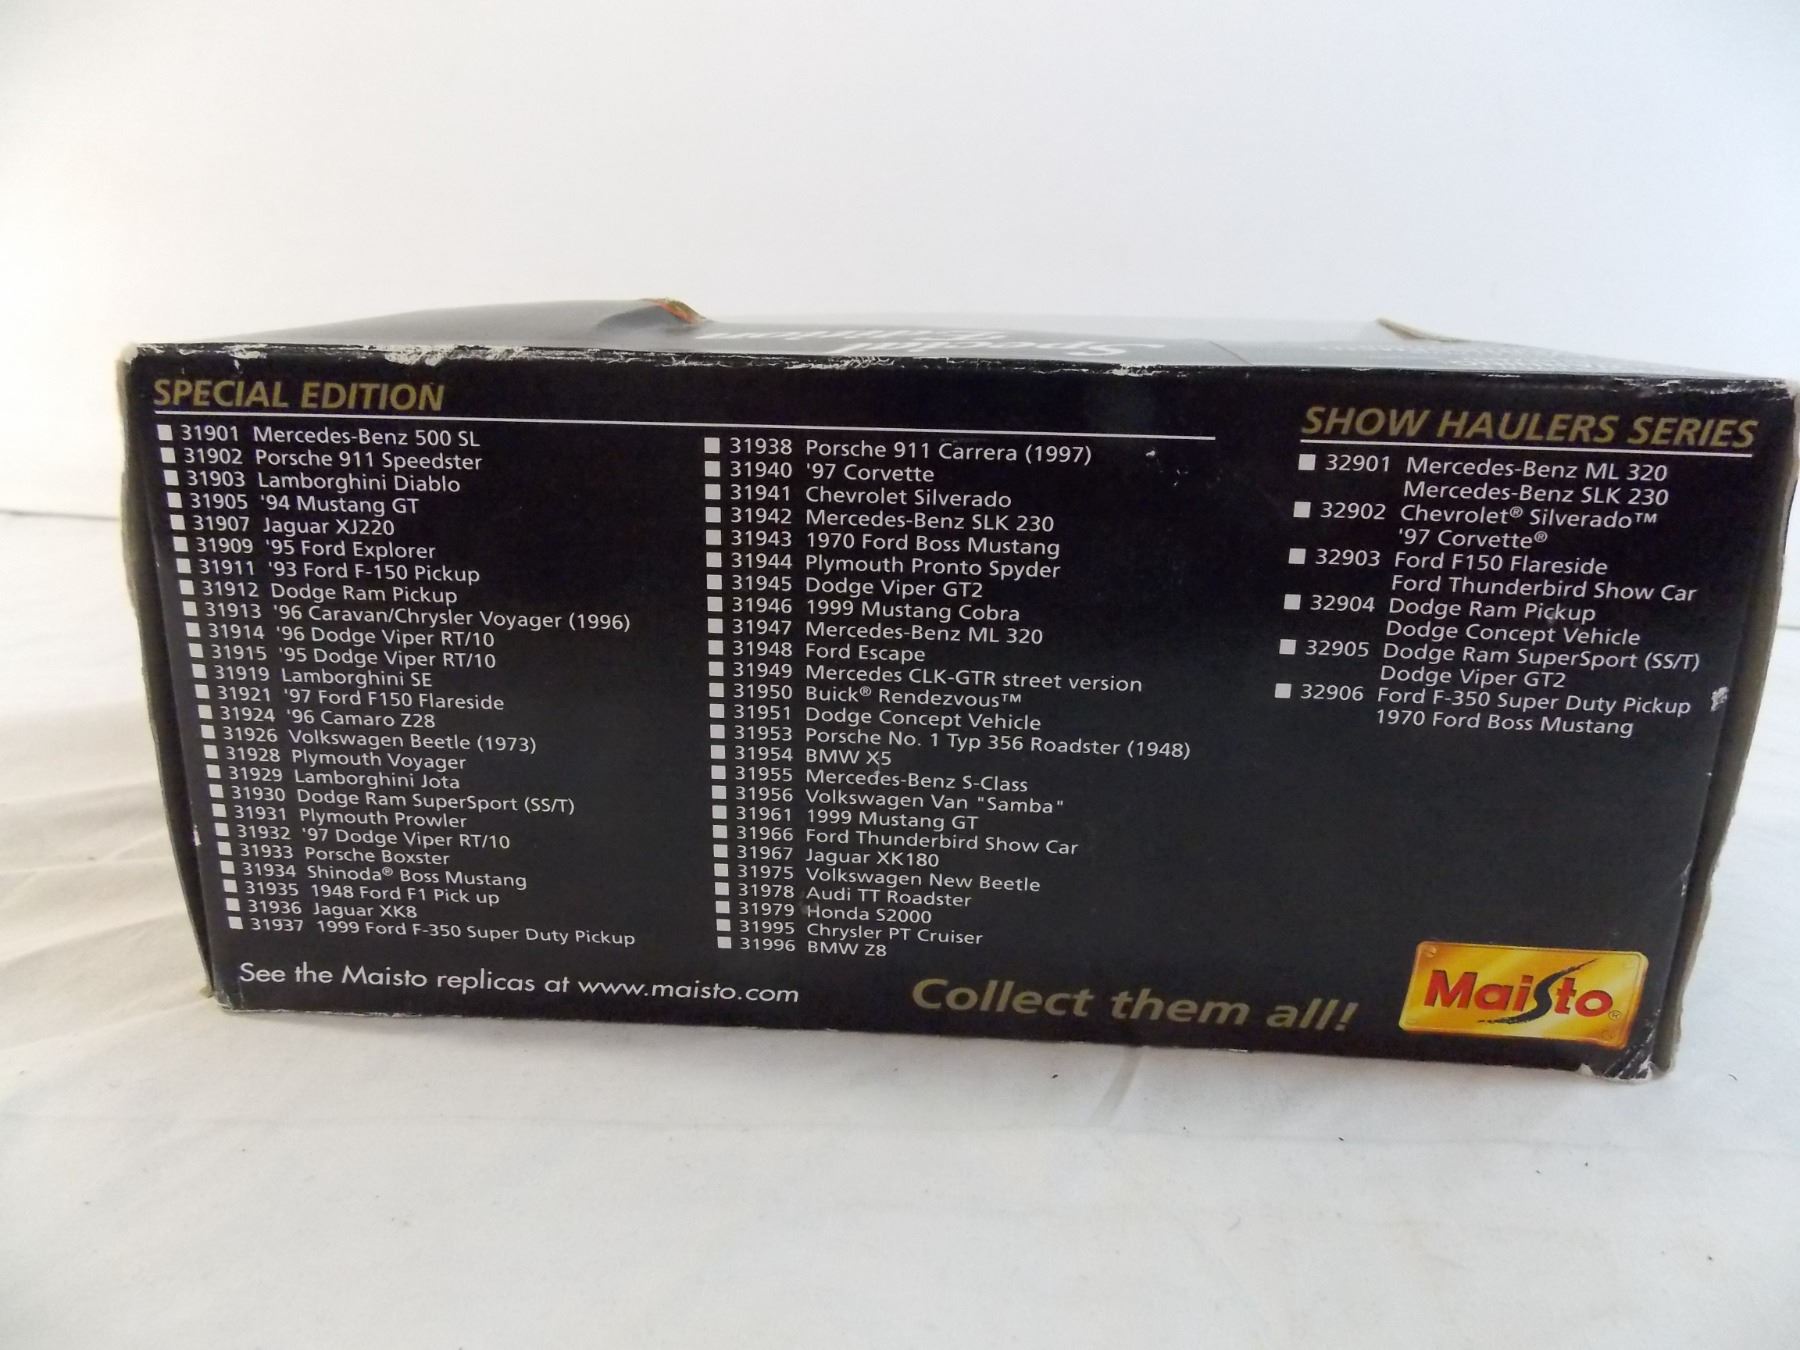 Special
Edition
SPECIAL EDITION
31901 Mercedes-Benz 500 SL
31902 Porsche 911 Speedster
31903 Lamborghini Diablo
31905 '94 Mustang GT
31907 Jaguar XJ220
31909 '95 Ford Explorer
31911 '93 Ford F-150 Pickup
31912 Dodge Ram Pickup
31913 '96 Caravan/Chrysler Voyager (1996)
31914 '96 Dodge Viper RT/10
31915 '95 Dodge Viper RT/10
31919 Lamborghini SE
31921 '97 Ford F150 Flareside
31924 '96 Camaro Z28
31926 Volkswagen Beetle (1973)
31928 Plymouth Voyager
31929 Lamborghini Jota
31930 Dodge Ram SuperSport (SS/T)
31931 Plymouth Prowler
31932 '97 Dodge Viper RT/10
31933 Porsche Boxster
31934 Shinoda® Boss Mustang
31935 1948 Ford F1 Pick up
31936 Jaguar XK8
31937 1999 Ford F-350 Super Duty Pickup
31938 Porsche 911 Carrera (1997)
31940 '97 Corvette
31941 Chevrolet Silverado
31942 Mercedes-Benz SLK 230
31943 1970 Ford Boss Mustang
31944 Plymouth Pronto Spyder
31945 Dodge Viper GT2
31946 1999 Mustang Cobra
31947 Mercedes-Benz ML 320
31948 Ford Escape
31949 Mercedes CLK-GTR street version
31950 Buick® Rendezvous™
31951 Dodge Concept Vehicle
31953 Porsche No. 1 Typ 356 Roadster (1948)
31954 BMW X5
31955 Mercedes-Benz S-Class
31956 Volkswagen Van "Samba"
31961 1999 Mustang GT
31966 Ford Thunderbird Show Car
31967 Jaguar XK180
31975 Volkswagen New Beetle
31978 Audi TT Roadster
31979 Honda S2000
31995 Chrysler PT Cruiser
31996 BMW Z8
SHOW HAULERS SERIES
32901 Mercedes-Benz ML 320
Mercedes-Benz SLK 230
32902 Chevrolet® Silverado™
'97 Corvette®
32903 Ford F150 Flareside
Ford Thunderbird Show Car
32904 Dodge Ram Pickup
Dodge Concept Vehicle
32905 Dodge Ram SuperSport (SS/T)
Dodge Viper GT2
32906 Ford F-350 Super Duty Pickup
1970 Ford Boss Mustang
See the Maisto replicas at www.maisto.com
Collect them all!
Maisto®